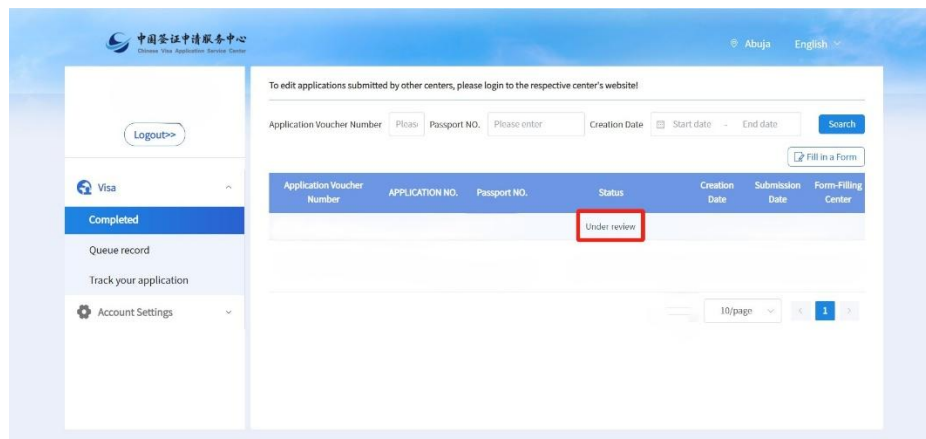 中国签证申请服务中心
Chinese Visa Application Service Center
Abuja English
Logout>>
Visa
Completed
Queue record
Track your application
Account Settings
To edit applications submitted by other centers, please login to the respective center's website!
Application Voucher Number Pleas Passport NO. Please enter Creation Date Start date - End date Search
Fill in a Form
Application Voucher Number APPLICATION NO. Passport NO. Status Creation Date Submission Date Form-Filling Center
Under review
10/page < 1 >